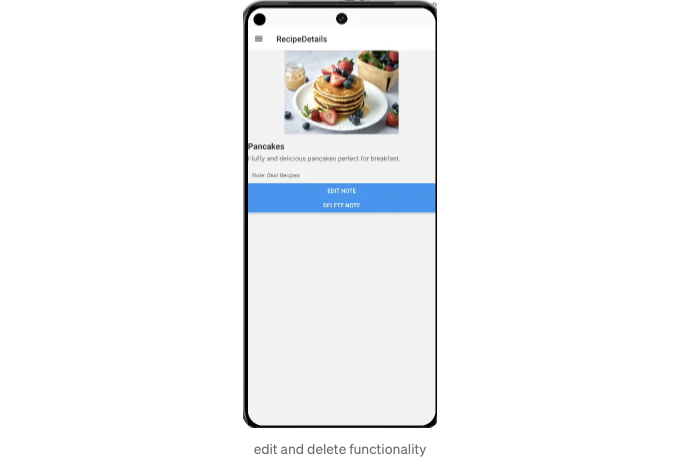 RecipeDetails
Pancakes
Fluffy and delicious pancakes perfect for breakfast.
Note: Best Recipes
EDIT NOTE
DELETE NOTE
edit and delete functionality